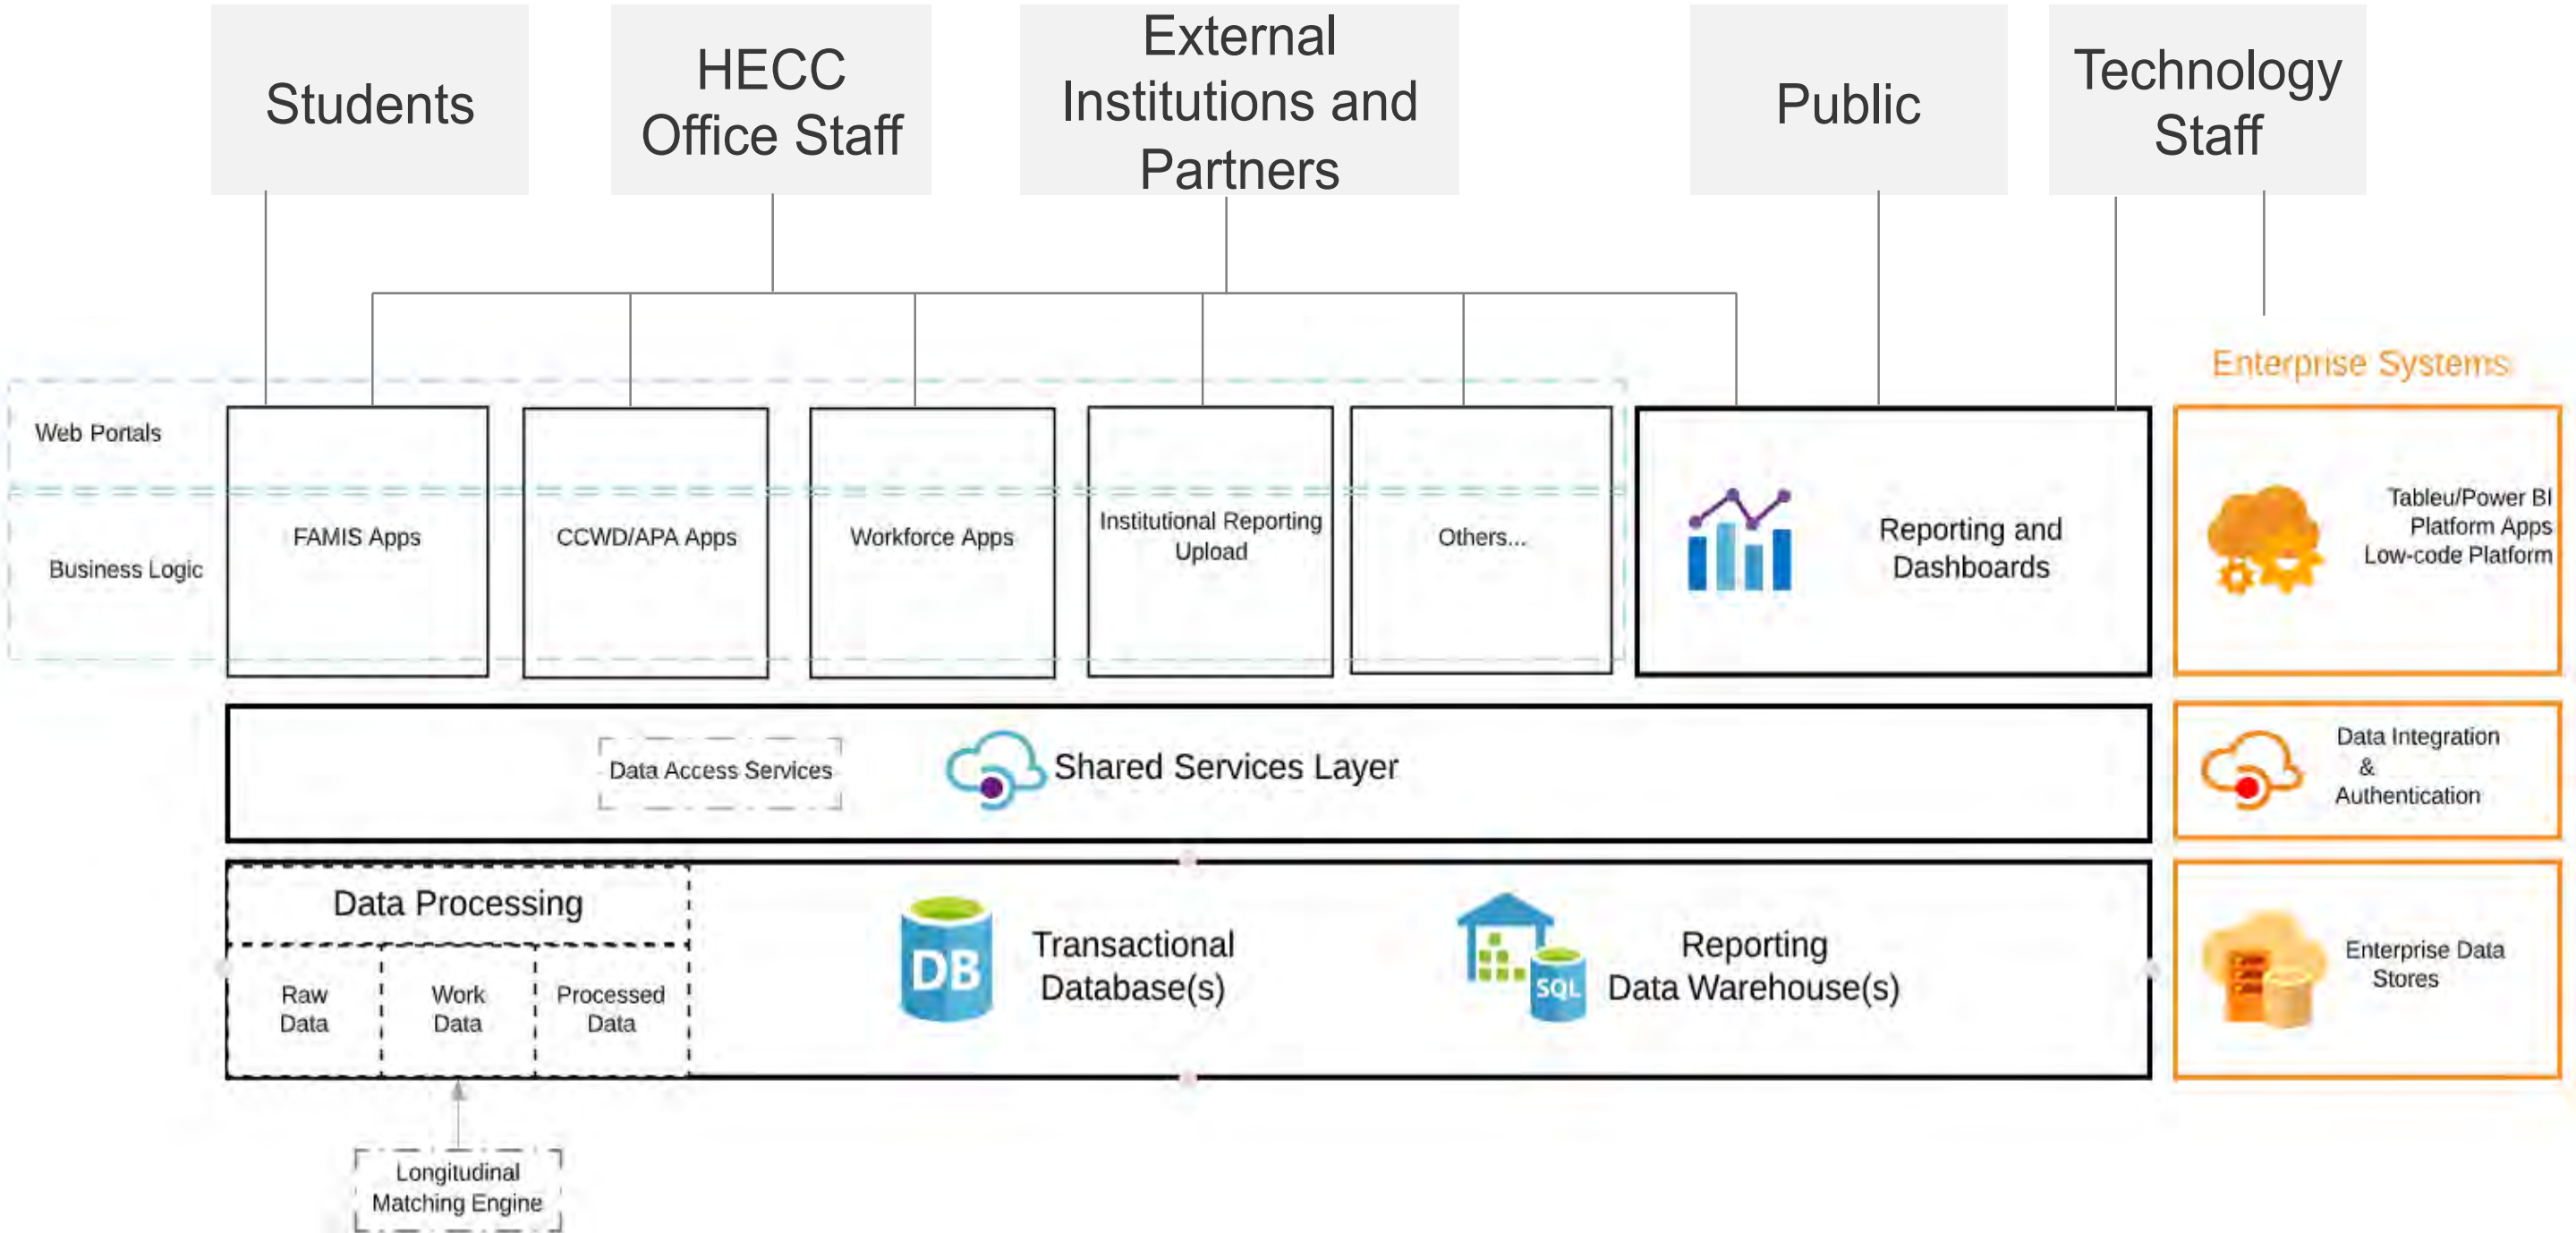 Students
HECC
Office Staff
External
Institutions and
Partners
Public
Technology
Staff
Enterprise Systems
Web Portals
Business Logic
FAMIS Apps
CCWD/APA Apps
Workforce Apps
Institutional Reporting
Upload
Others...
Reporting and
Dashboards
Tableu/Power BI
Platform Apps
Low-code Platform
Data Access Services
Shared Services Layer
Data Integration
&
Authentication
Data Processing
Raw
Data
Work
Data
Processed
Data
DB
Transactional
Database(s)
SQL
Reporting
Data Warehouse(s)
Enterprise Data
Stores
Longitudinal
Matching Engine